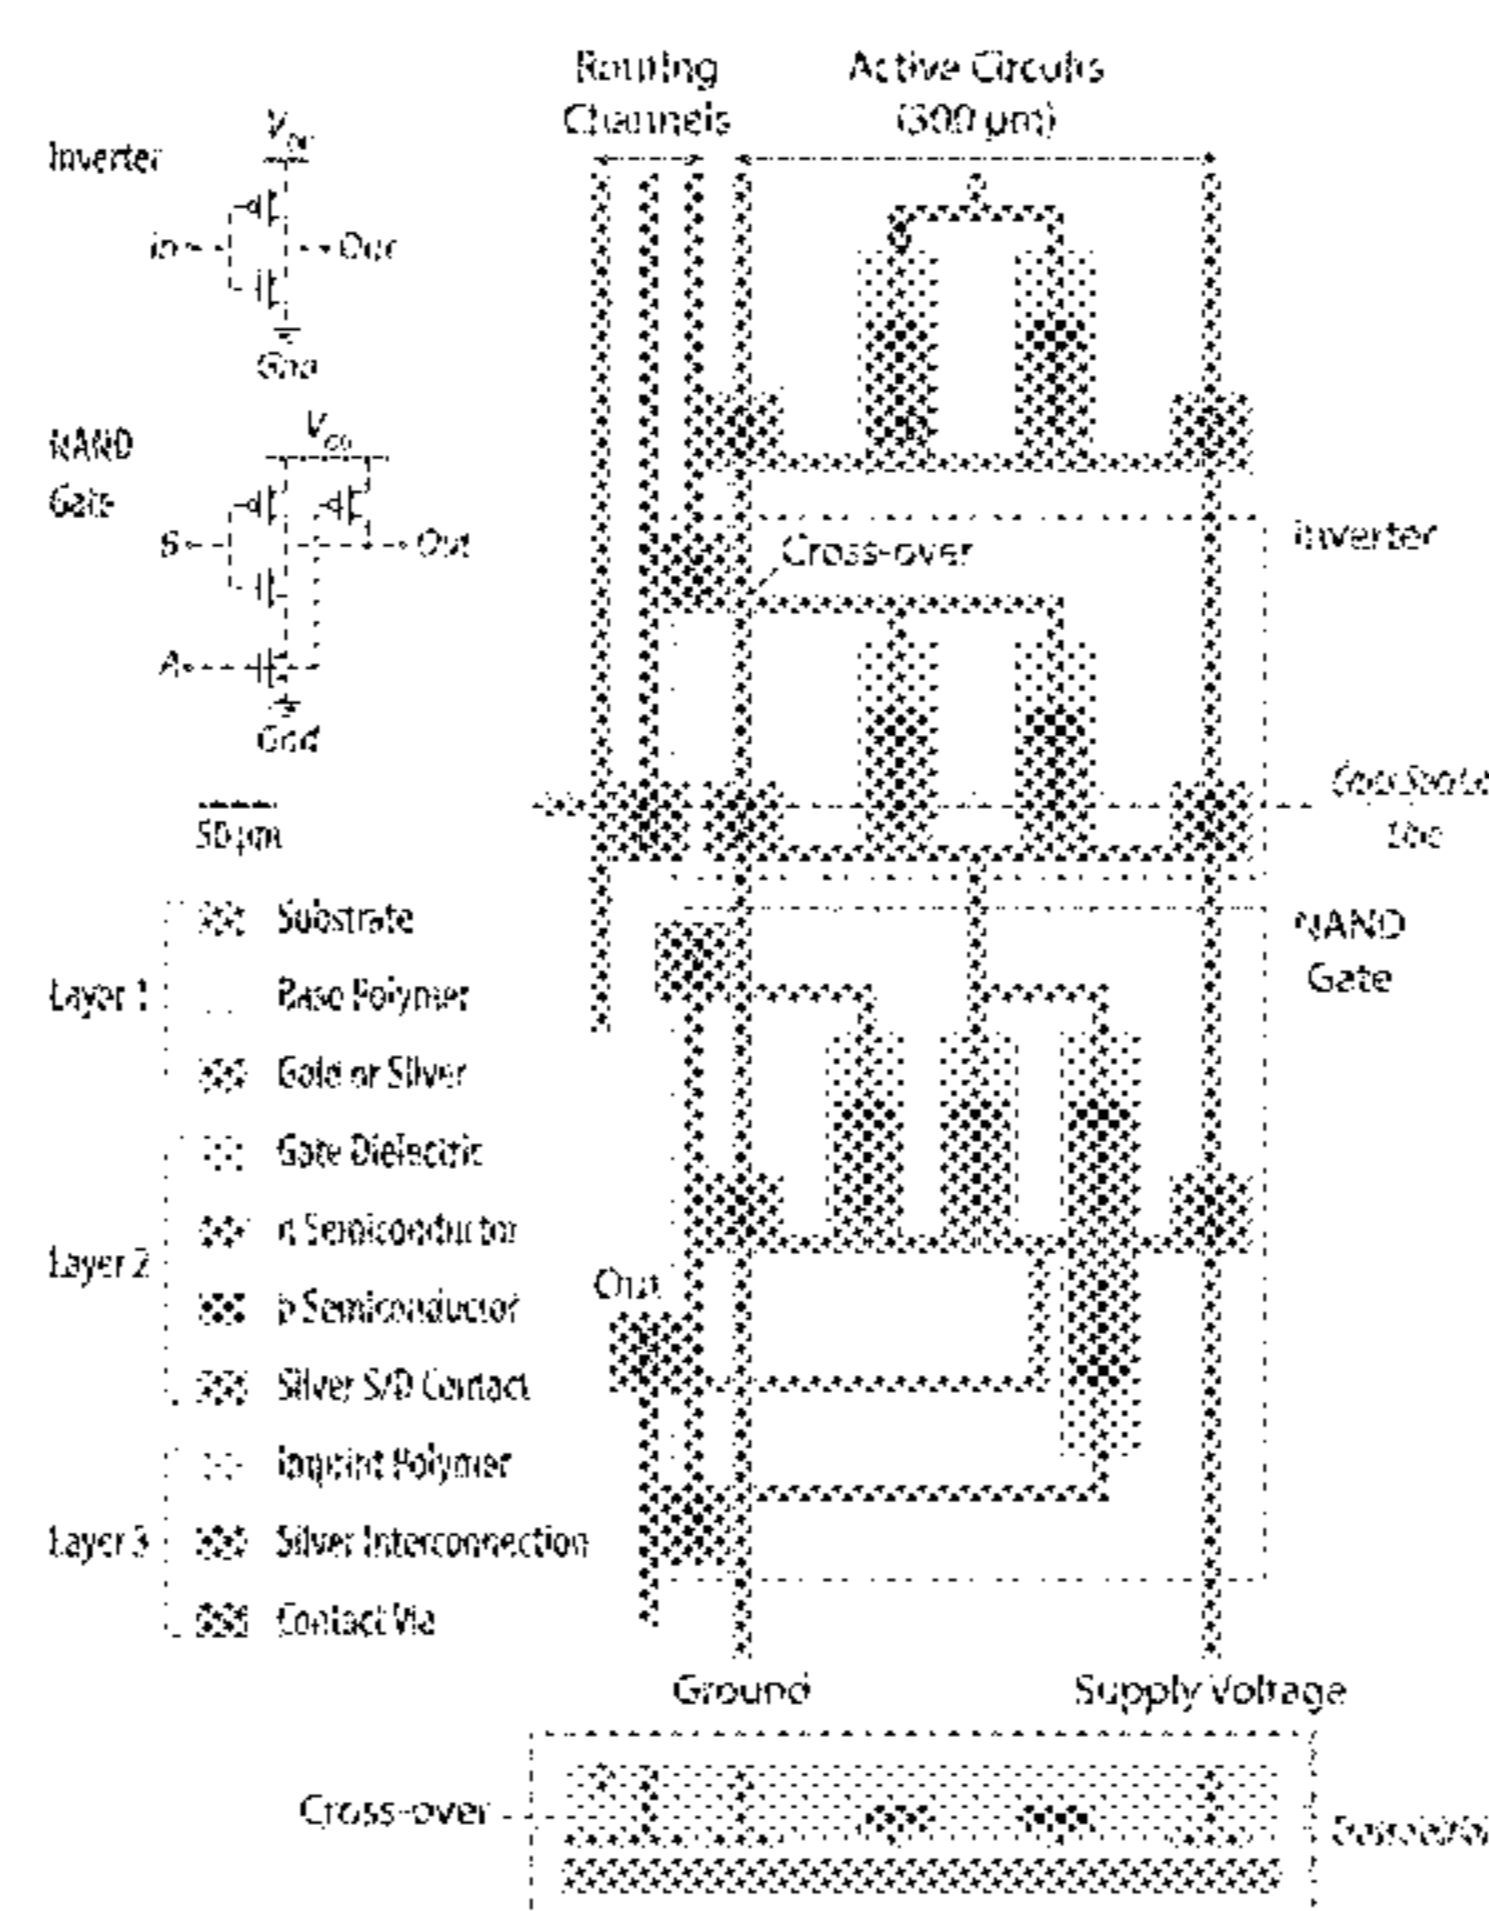 Routing
Channels
Active Circuits
(300 µm)
Inverter
V
In
Out
Gnd
NAND
Gate
V
B
Out
A
Gnd
50 µm
Inverter
Cross-over
NAND
Gate
Layer 1
Substrate
Base Polymer
Gold or Silver
Layer 2
Gate Dielectric
n Semiconductor
p Semiconductor
Silver S/D Contact
Layer 3
Imprint Polymer
Silver Interconnection
Contact Via
Out
Ground
Supply Voltage
Cross-over